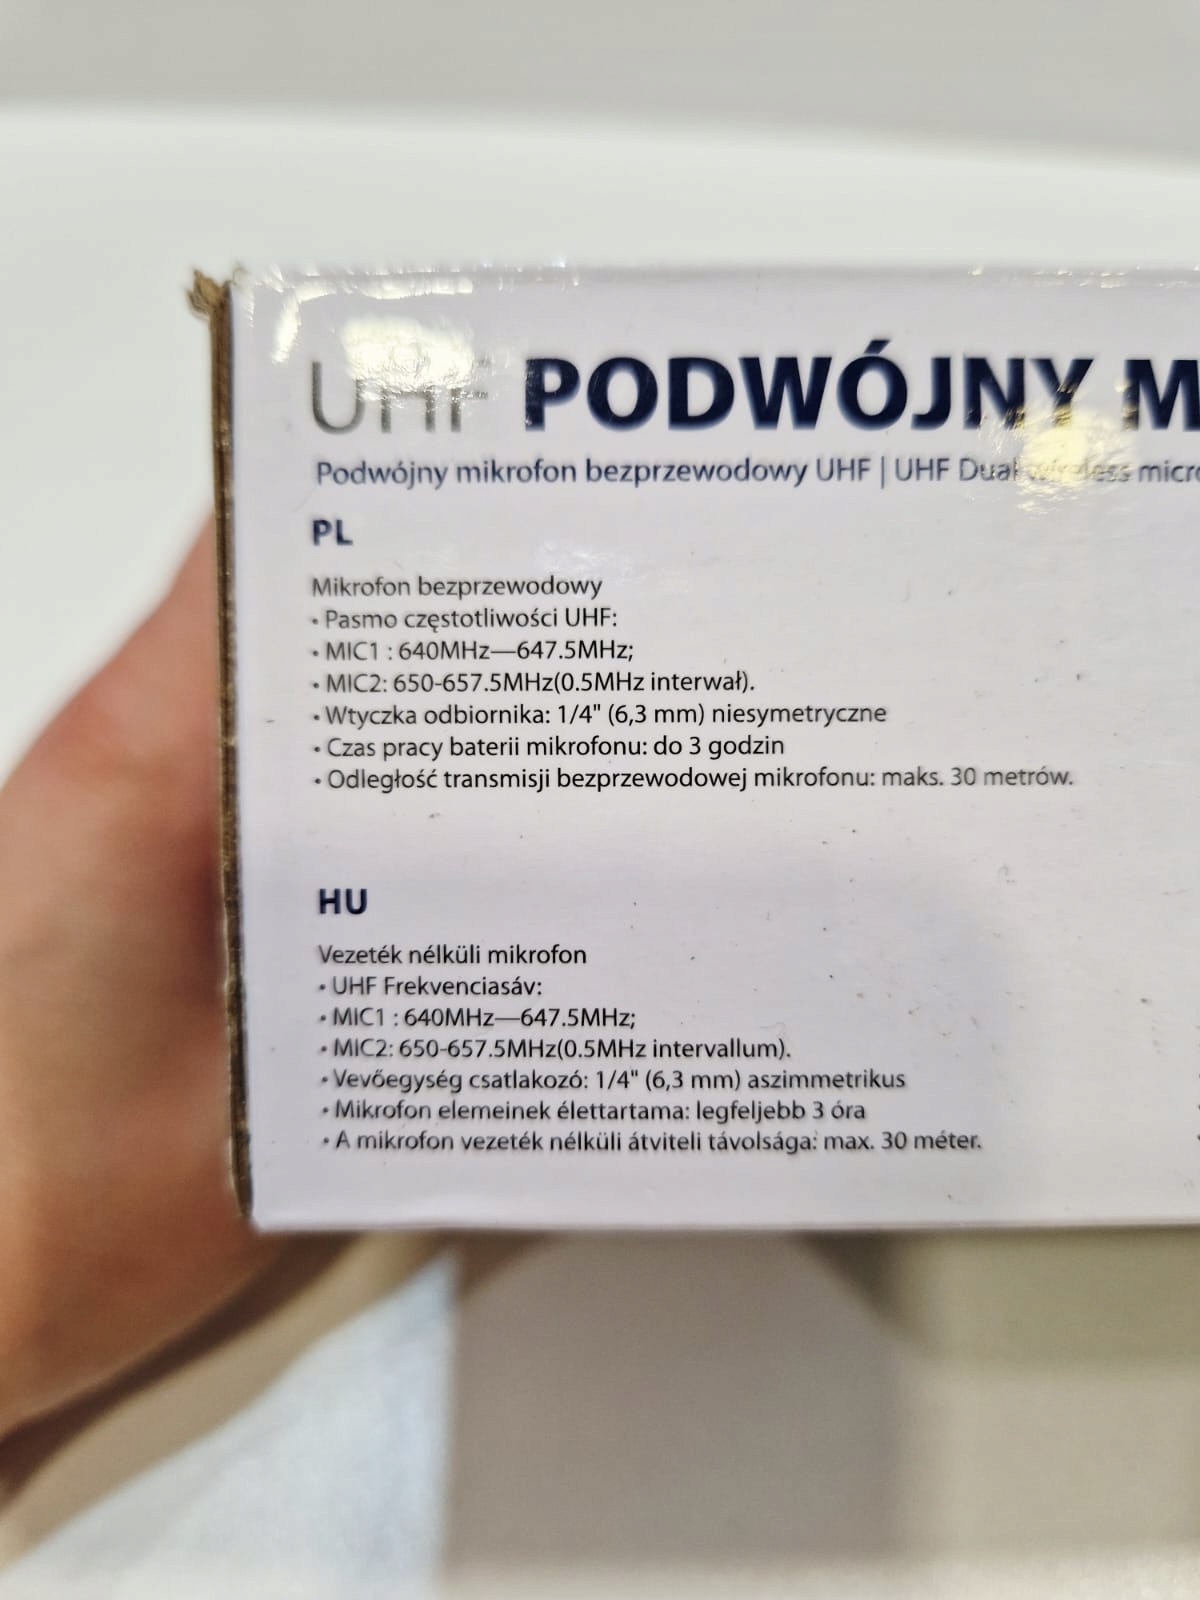 UHF PODWÓJNY M
Podwójny mikrofon bezprzewodowy UHF | UHF Dual wireless micro
PL
Mikrofon bezprzewodowy
• Pasmo częstotliwości UHF:
• MIC1 : 640MHz—647.5MHz;
• MIC2: 650-657.5MHz(0.5MHz interwał).
• Wtyczka odbiornika: 1/4" (6,3 mm) niesymetryczne
• Czas pracy baterii mikrofonu: do 3 godzin
• Odległość transmisji bezprzewodowej mikrofonu: maks. 30 metrów.
HU
Vezeték nélküli mikrofon
• UHF Frekvenciasáv:
• MIC1 : 640MHz—647.5MHz;
• MIC2: 650-657.5MHz(0.5MHz intervallum).
• Vevőegység csatlakozó: 1/4" (6,3 mm) aszimmetrikus
• Mikrofon elemeinek élettartama: legfeljebb 3 óra
• A mikrofon vezeték nélküli átviteli távolsága: max. 30 méter.